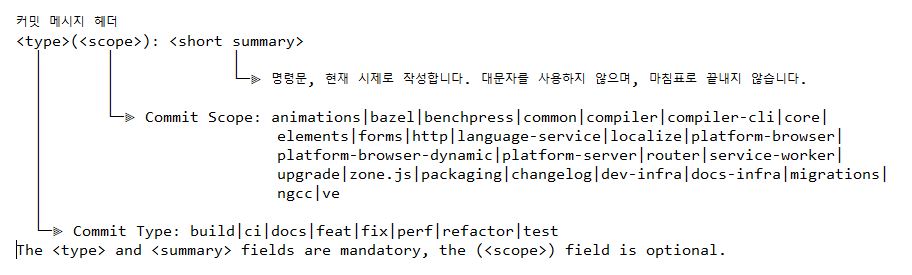 커밋 메시지 헤더
<type>(<scope>): <short summary>
명령문, 현재 시제로 작성합니다. 대문자를 사용하지 않으며, 마침표로 끝내지 않습니다.
Commit Scope: animations|bazel|benchpress|common|compiler|compiler-cli|core|
elements|forms|http|language-service|localize|platform-browser|
platform-browser-dynamic|platform-server|router|service-worker|
upgrade|zone.js|packaging|changelog|dev-infra|docs-infra|migrations|
ngcc|ve
Commit Type: build|ci|docs|feat|fix|perf|refactor|test
The <type> and <summary> fields are mandatory, the (<scope>) field is optional.